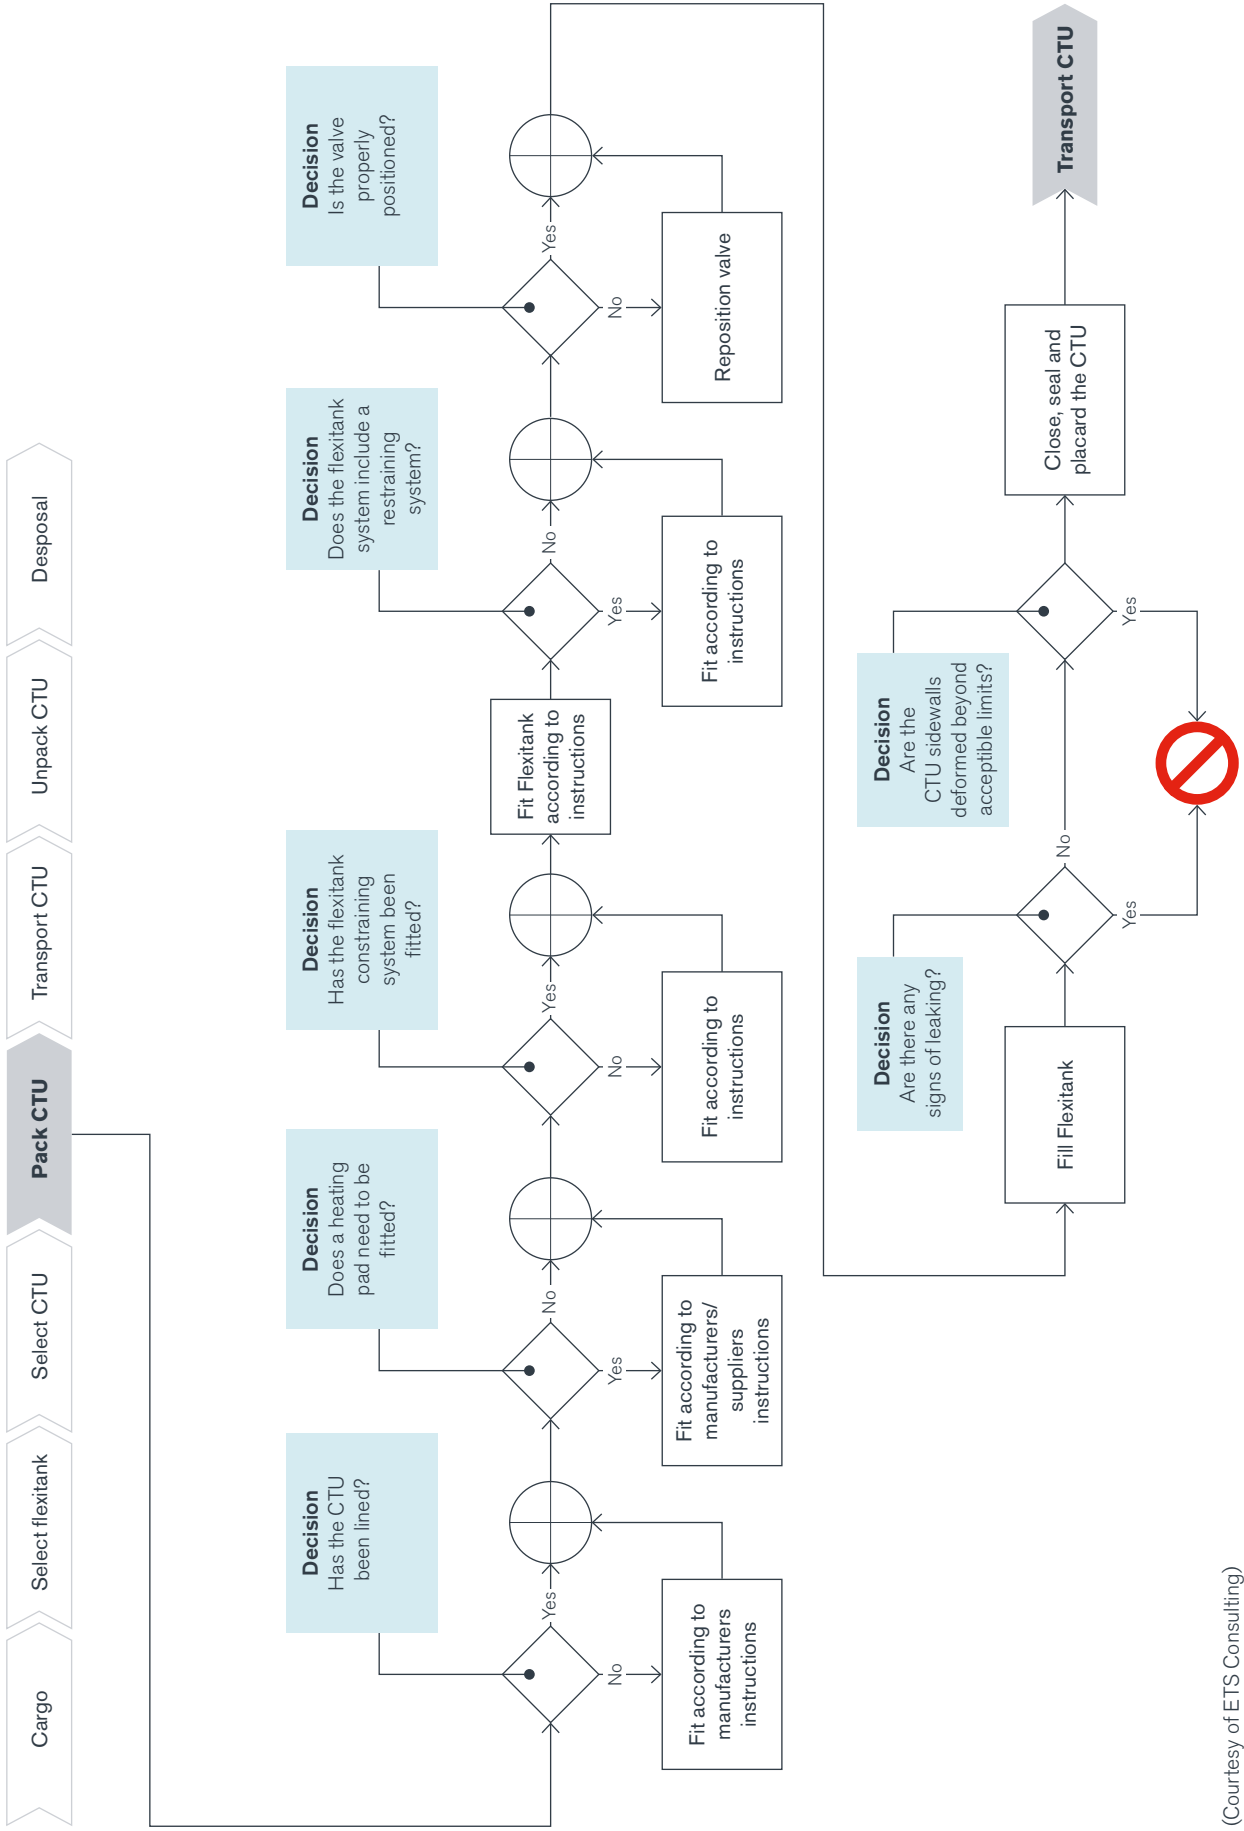 Cargo
Select flexitank
Select CTU
Pack CTU
Transport CTU
Unpack CTU
Desposal
Decision
Has the CTU
been lined?
Yes
No
Fit according to
manufacturers
instructions
Decision
Does a heating
pad need to be
fitted?
No
Yes
Fit according to
manufacturers/
suppliers
instructions
Decision
Has the flexitank
constraining
system been
fitted?
Yes
No
Fit according to
instructions
Fit Flexitank
according to
instructions
Decision
Does the flexitank
system include a
restraining
system?
No
Yes
Fit according to
instructions
Decision
Is the valve
properly
positioned?
Yes
No
Reposition valve
Fill Flexitank
Decision
Are there any
signs of leaking?
No
Yes
Decision
Are the
CTU sidewalls
deformed beyond
acceptible limits?
Yes
Close, seal and
placard the CTU
Transport CTU
(Courtesy of ETS Consulting)